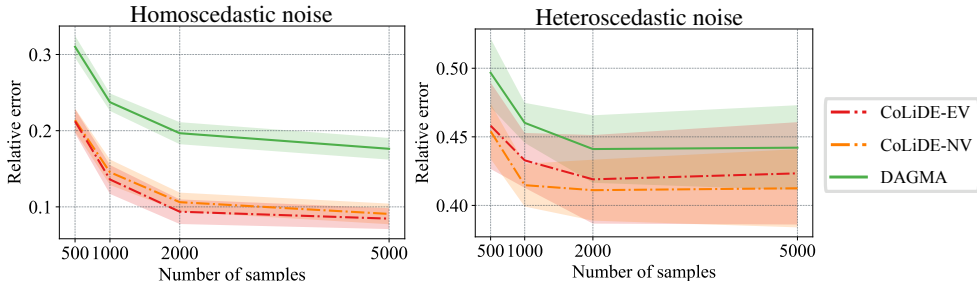 Homoscedastic noise
Relative error
0.3
0.2
0.1
500 1000 2000 5000
Number of samples
Heteroscedastic noise
Relative error
0.50
0.45
0.40
500 1000 2000 5000
Number of samples
CoLiDE-EV
CoLiDE-NV
DAGMA